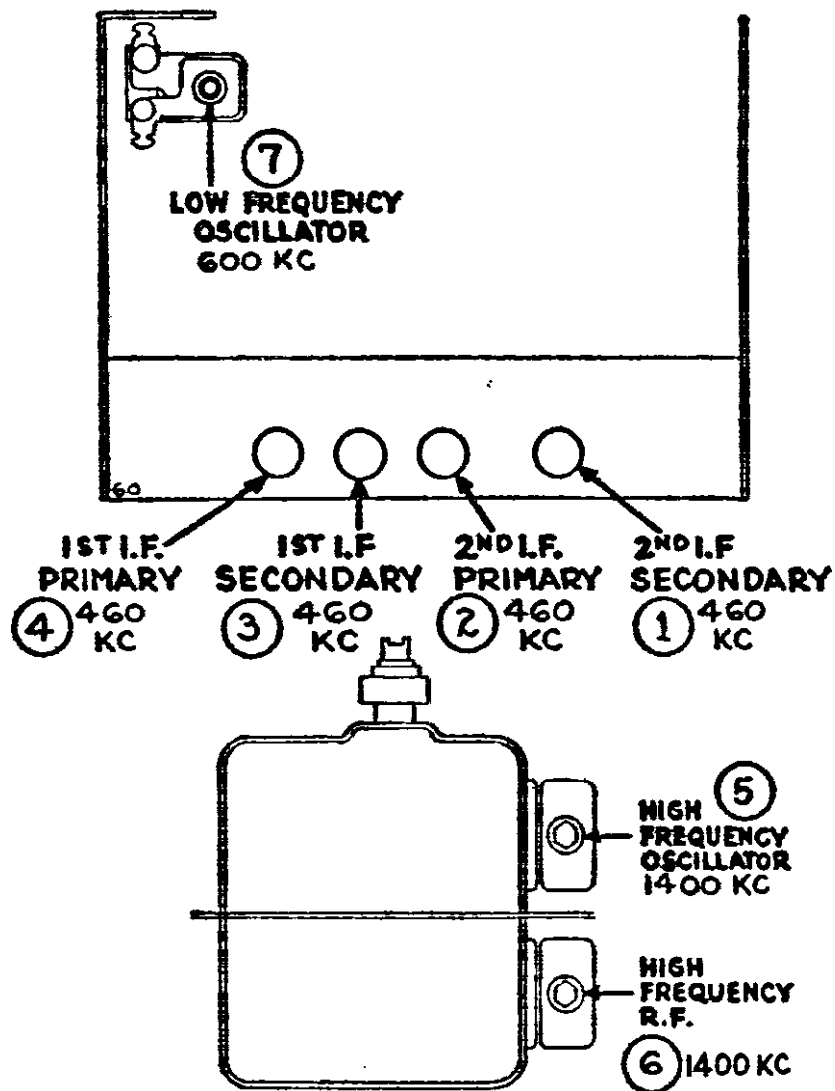 7
LOW FREQUENCY
OSCILLATOR
600 KC
60
1ST I.F.
PRIMARY
4 460
KC
1ST I.F
SECONDARY
3 460
KC
2ND I.F.
PRIMARY
2 460
KC
2ND I.F
SECONDARY
1 460
KC
5
HIGH
FREQUENCY
OSCILLATOR
1400 KC
HIGH
FREQUENCY
R.F.
6 1400 KC